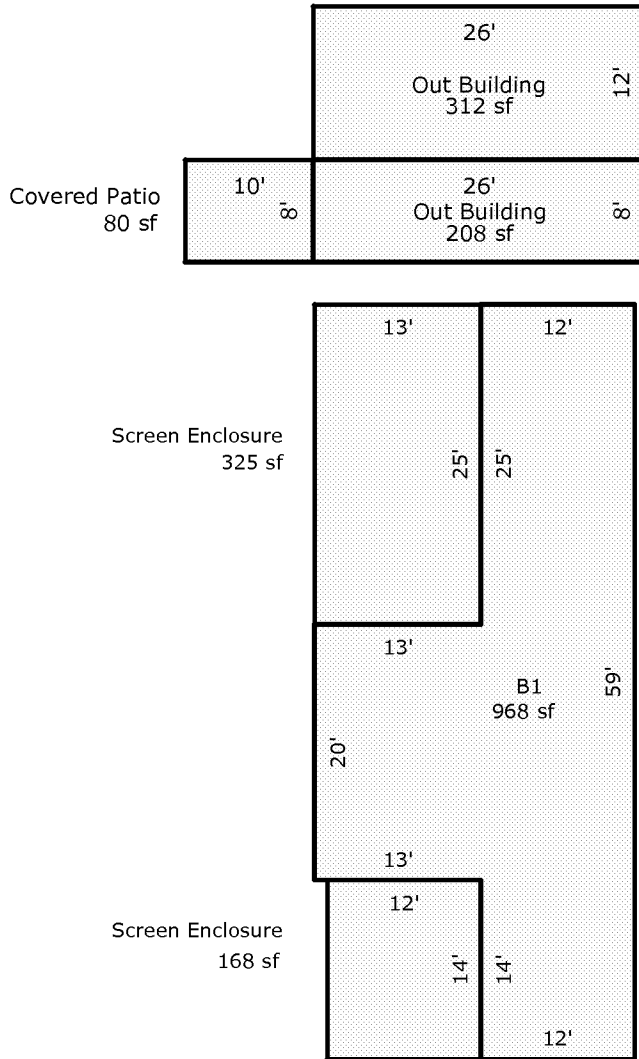 26'
Out Building
312 sf
12'
Covered Patio
80 sf
10'
8'
26'
Out Building
208 sf
8'
13'
12'
Screen Enclosure
325 sf
25'
25'
13'
B1
968 sf
59'
20'
13'
12'
Screen Enclosure
168 sf
14'
14'
12'